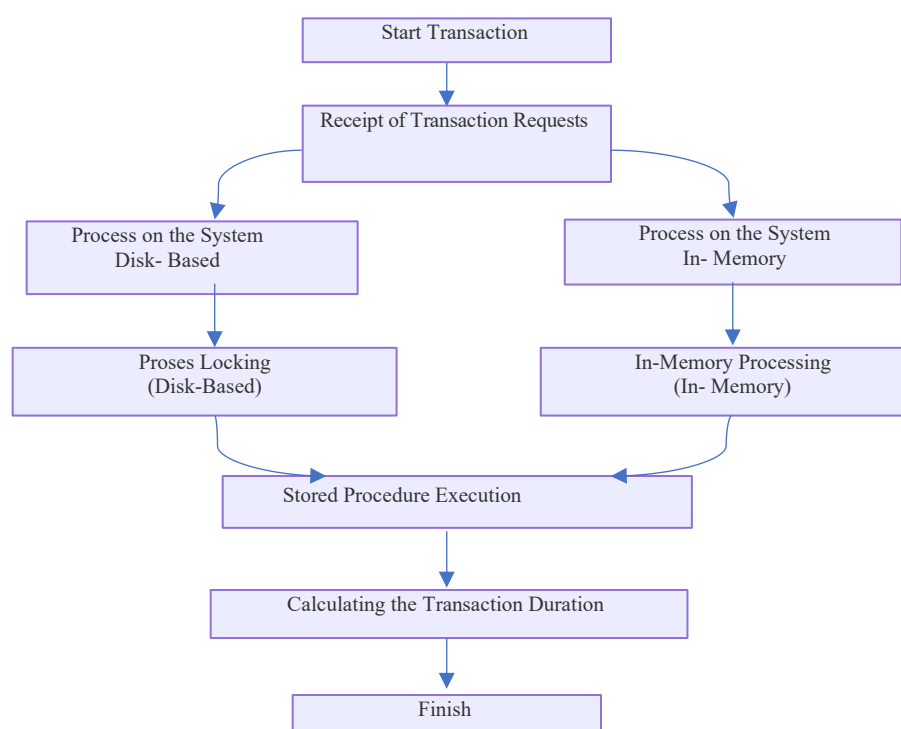 Start Transaction
Receipt of Transaction Requests
Process on the System
Disk- Based
Process on the System
In- Memory
Proses Locking
(Disk-Based)
In-Memory Processing
(In- Memory)
Stored Procedure Execution
Calculating the Transaction Duration
Finish